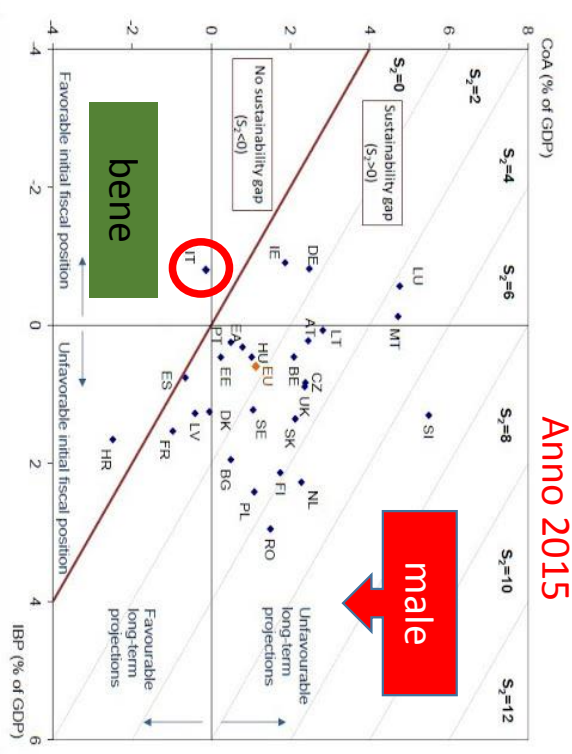 Anno 2015
CoA (% of GDP)
8
6
4
2
0
-2
-4
-4
-2
0
2
4
6
IBP (% of GDP)
S₂=0
S₂=2
S₂=4
S₂=6
S₂=8
S₂=10
S₂=12
Sustainability gap
(S₂>0)
No sustainability gap
(S₂<0)
bene
male
Unfavourable
long-term
projections
Favourable
long-term
projections
Favorable initial fiscal position
Unfavorable initial fiscal position
SI
LU
MT
DE
IE
LT
AT
CZ
BE
UK
SK
NL
FI
RO
HU
EU
EA
PT
EE
SE
PL
BG
DK
LV
ES
FR
HR
IT